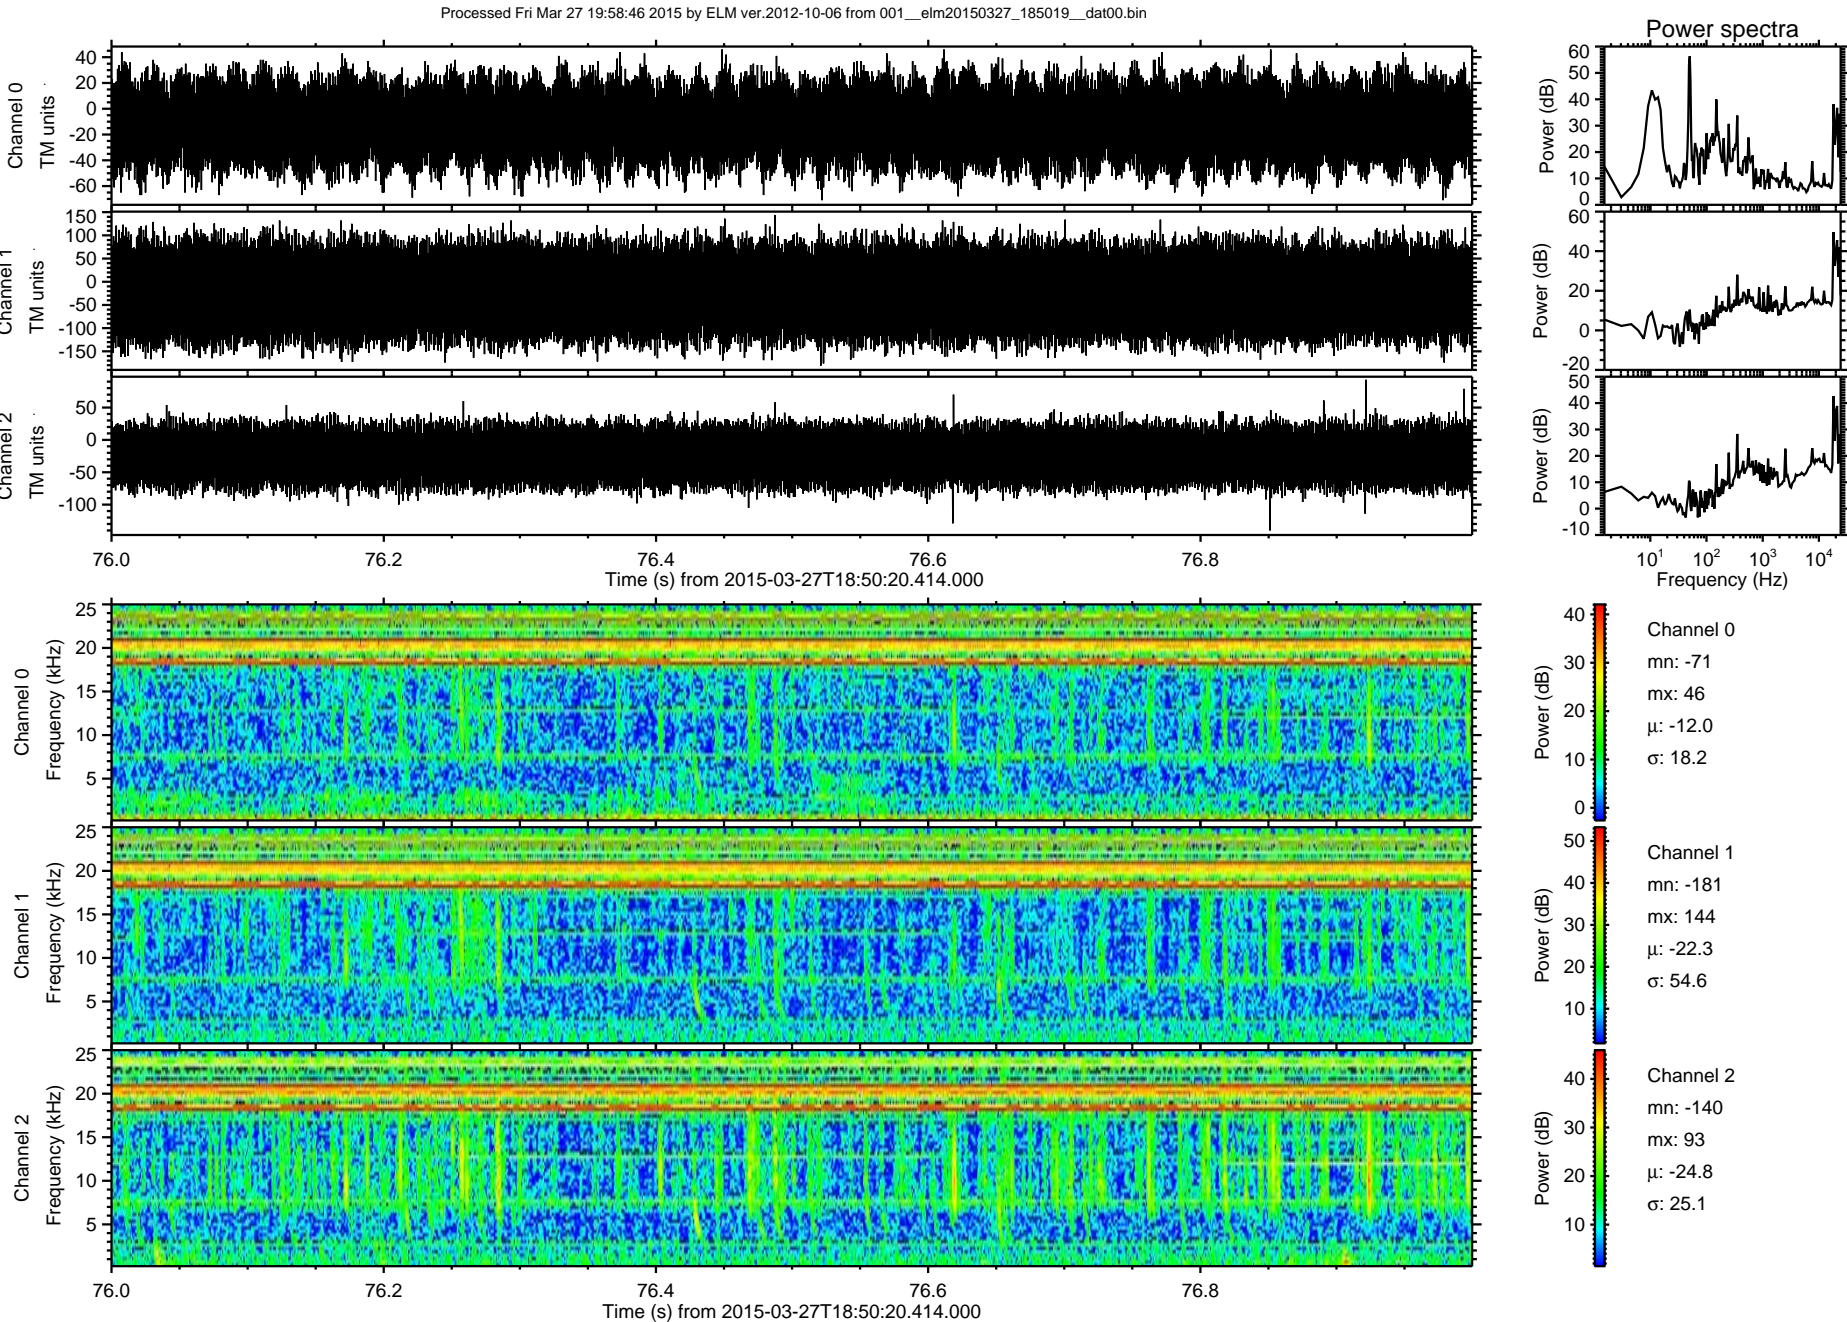 Processed Fri Mar 27 19:58:46 2015 by ELM ver.2012-10-06 from 001__elm20150327_185019__dat00.bin
Power spectra
Channel 0
TM units
40
20
0
-20
-40
-60
Power (dB)
60
50
40
30
20
10
0
Channel 1
TM units
150
100
50
0
-50
-100
-150
Power (dB)
60
40
20
0
-20
Channel 2
TM units
50
0
-50
-100
Power (dB)
50
40
30
20
10
0
-10
76.0 76.2 76.4 76.6 76.8
Time (s) from 2015-03-27T18:50:20.414.000
10^1 10^2 10^3 10^4
Frequency (Hz)
Channel 0
Frequency (kHz)
25
20
15
10
5
Power (dB)
40
30
20
10
0
Channel 0
mn: -71
mx: 46
μ: -12.0
σ: 18.2
Channel 1
Frequency (kHz)
25
20
15
10
5
Power (dB)
50
40
30
20
10
Channel 1
mn: -181
mx: 144
μ: -22.3
σ: 54.6
Channel 2
Frequency (kHz)
25
20
15
10
5
Power (dB)
40
30
20
10
Channel 2
mn: -140
mx: 93
μ: -24.8
σ: 25.1
76.0 76.2 76.4 76.6 76.8
Time (s) from 2015-03-27T18:50:20.414.000